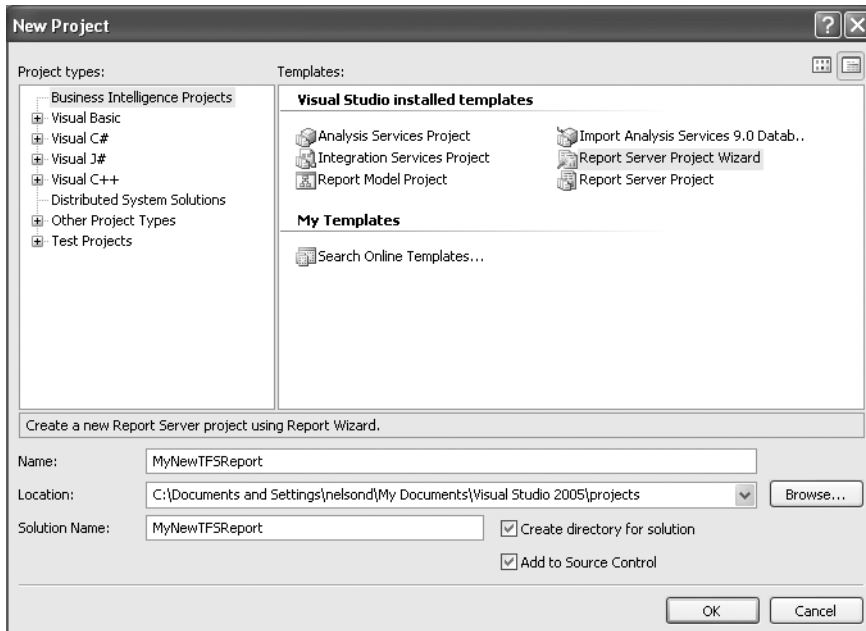 New Project
Project types:
Templates:
Business Intelligence Projects
Visual Basic
Visual C#
Visual J#
Visual C++
Distributed System Solutions
Other Project Types
Test Projects
Visual Studio installed templates
Analysis Services Project
Integration Services Project
Report Model Project
Import Analysis Services 9.0 Datab..
Report Server Project Wizard
Report Server Project
My Templates
Search Online Templates...
Create a new Report Server project using Report Wizard.
Name: MyNewTFSReport
Location: C:\Documents and Settings\nelsond\My Documents\Visual Studio 2005\projects Browse...
Solution Name: MyNewTFSReport Create directory for solution
Add to Source Control
OK Cancel